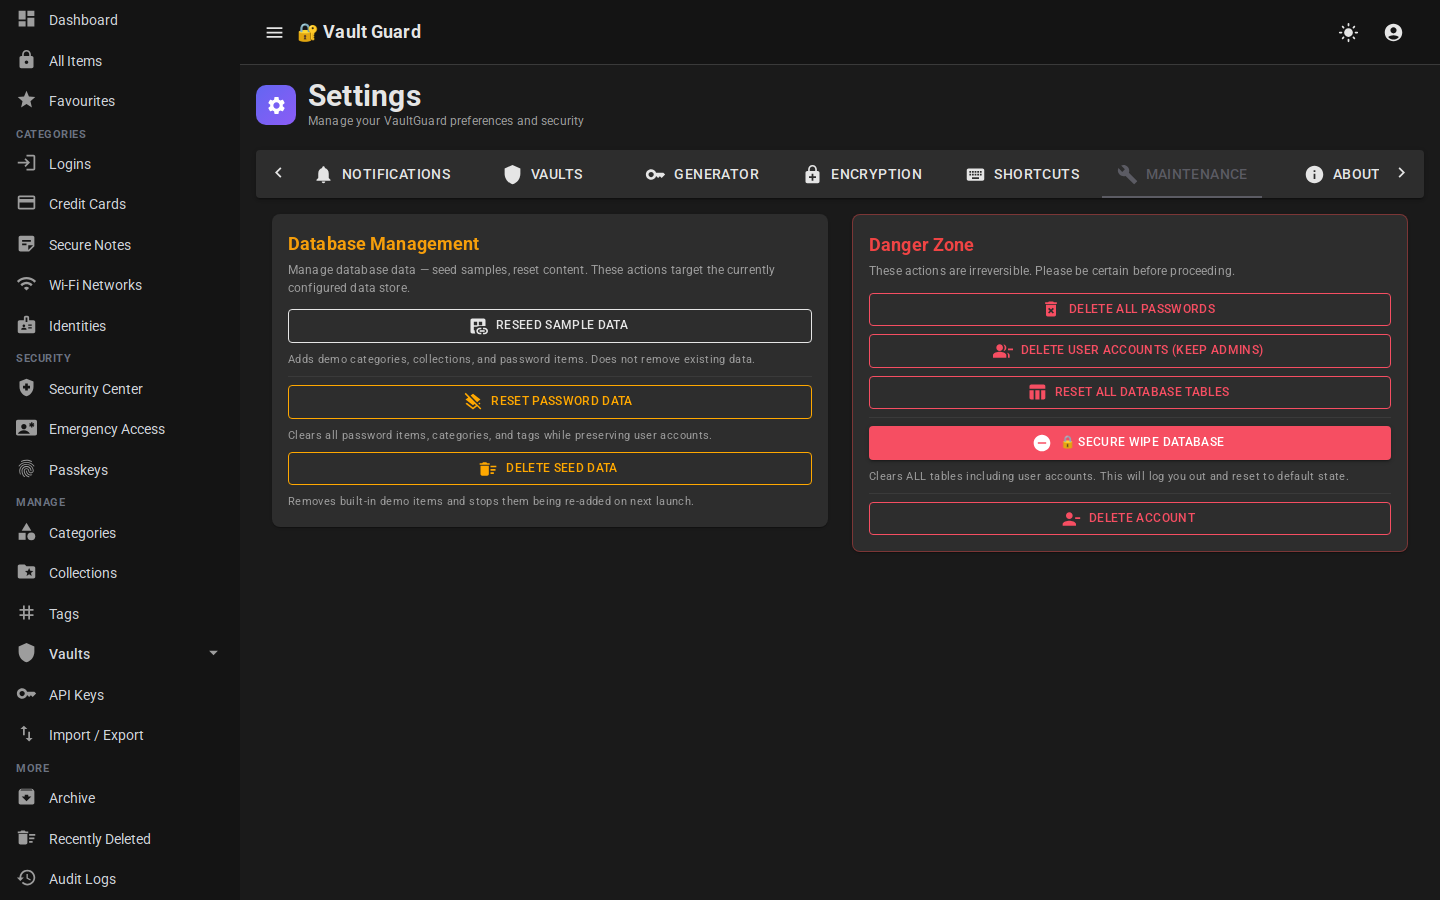 Dashboard
All Items
Favourites
CATEGORIES
Logins
Credit Cards
Secure Notes
Wi-Fi Networks
Identities
SECURITY
Security Center
Emergency Access
Passkeys
MANAGE
Categories
Collections
Tags
Vaults
API Keys
Import / Export
MORE
Archive
Recently Deleted
Audit Logs
🔐 Vault Guard
Settings
Manage your VaultGuard preferences and security
NOTIFICATIONS
VAULTS
GENERATOR
ENCRYPTION
SHORTCUTS
MAINTENANCE
ABOUT
Database Management
Manage database data — seed samples, reset content. These actions target the currently
configured data store.
RESEED SAMPLE DATA
Adds demo categories, collections, and password items. Does not remove existing data.
RESET PASSWORD DATA
Clears all password items, categories, and tags while preserving user accounts.
DELETE SEED DATA
Removes built-in demo items and stops them being re-added on next launch.
Danger Zone
These actions are irreversible. Please be certain before proceeding.
DELETE ALL PASSWORDS
DELETE USER ACCOUNTS (KEEP ADMINS)
RESET ALL DATABASE TABLES
🔒 SECURE WIPE DATABASE
Clears ALL tables including user accounts. This will log you out and reset to default state.
DELETE ACCOUNT